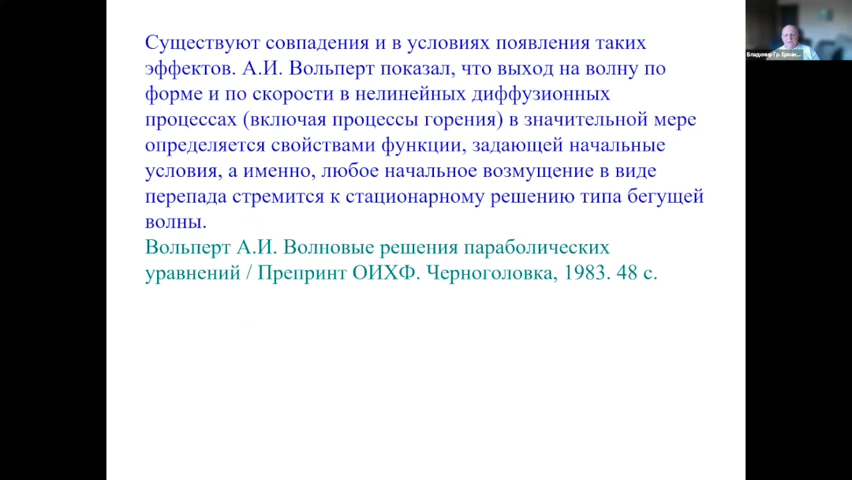 Существуют совпадения и в условиях появления таких
эффектов. А.И. Вольперт показал, что выход на волну по
форме и по скорости в нелинейных диффузионных
процессах (включая процессы горения) в значительной мере
определяется свойствами функции, задающей начальные
условия, а именно, любое начальное возмущение в виде
перепада стремится к стационарному решению типа бегущей
волны.
Вольперт А.И. Волновые решения параболических
уравнений / Препринт ОИХФ. Черноголовка, 1983. 48 с.
Владимир Гр.